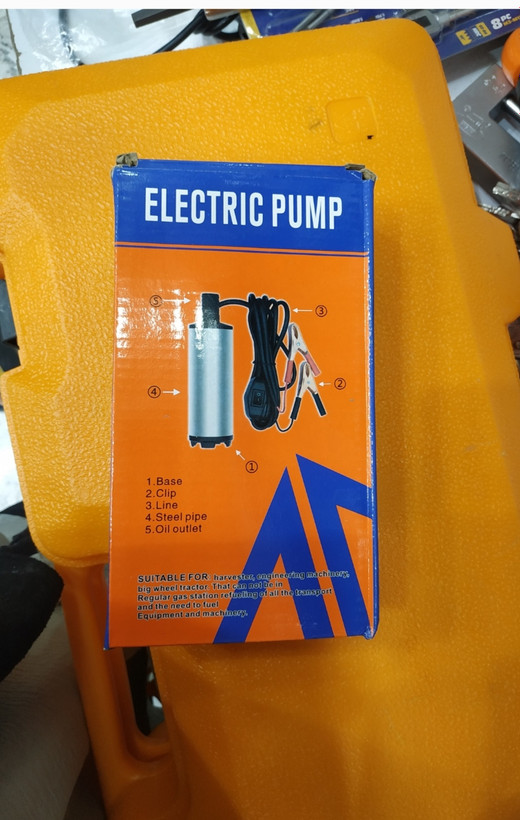 8PC
ELECTRIC PUMP
⑤
③
④
②
①
1.Base
2.Clip
3.Line
4.Steel pipe
5.Oil outlet
SUITABLE FOR harvester, engineering machinery,
big wheel fractor. That can not be in
Regular gas station refueling of all the transport
and the need to fuel
Equipment and machinery.